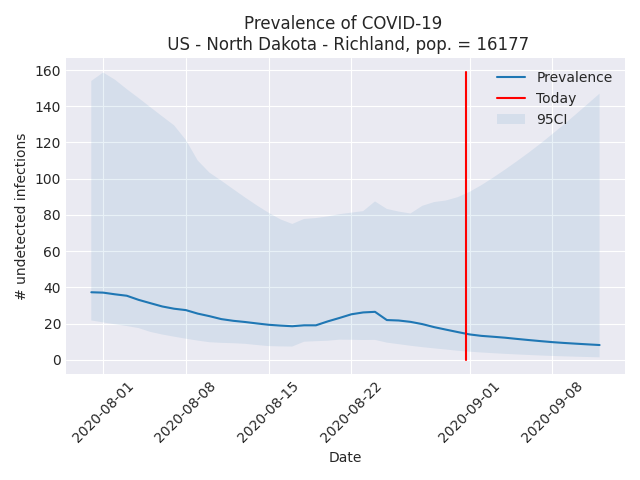 Prevalence of COVID-19
US - North Dakota - Richland, pop. = 16177
Prevalence
Today
95CI
# undetected infections
160
140
120
100
80
60
40
20
0
2020-08-01
2020-08-08
2020-08-15
2020-08-22
2020-09-01
2020-09-08
Date